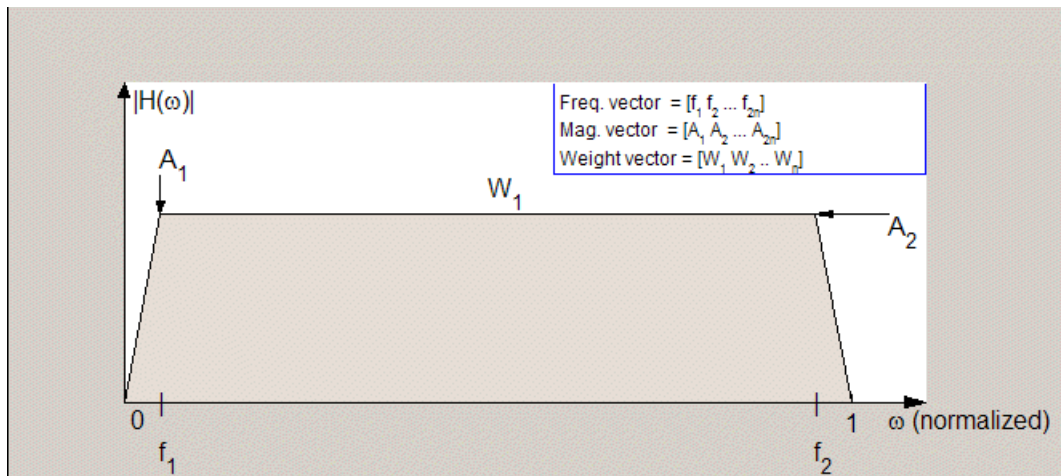 |H(ω)|
Freq. vector = [f₁ f₂ ... f₂ₙ]
Mag. vector = [A₁ A₂ ... A₂ₙ]
Weight vector = [W₁ W₂ .. Wₙ]
A₁
W₁
A₂
0
1
ω (normalized)
f₁
f₂